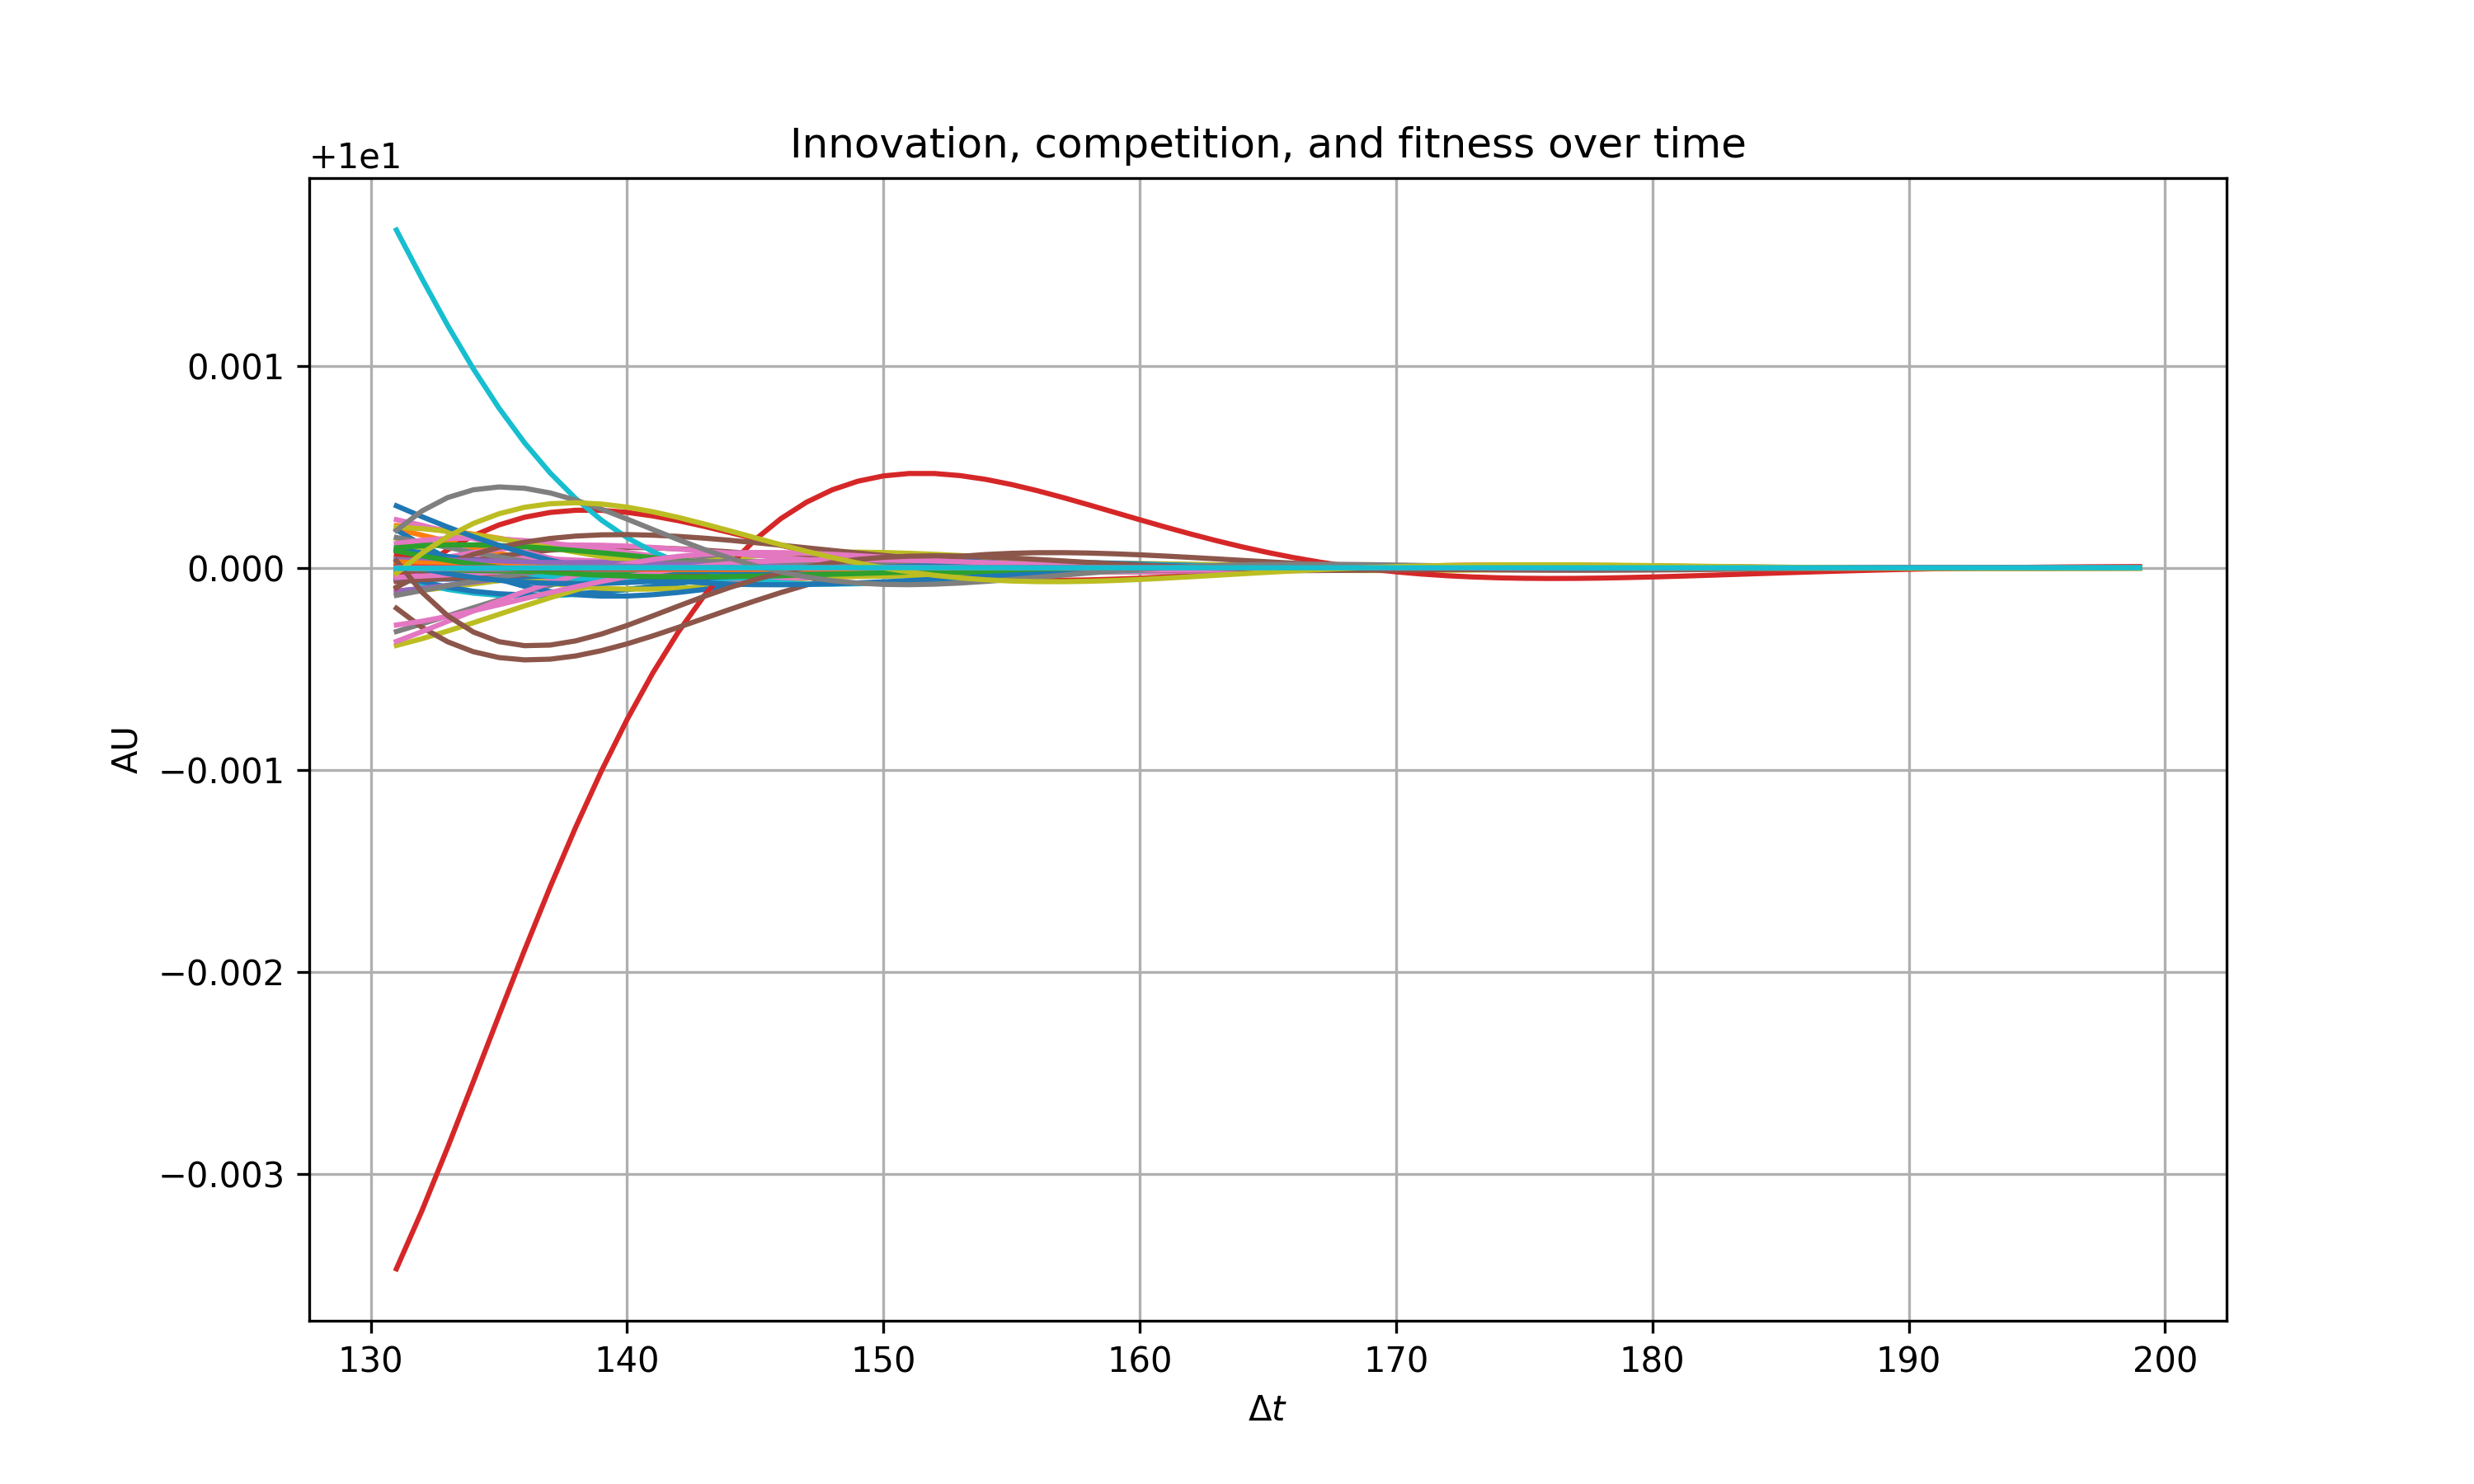 Innovation, competition, and fitness over time
+1e1
0.001
0.000
−0.001
−0.002
−0.003
AU
130 140 150 160 170 180 190 200
Δt